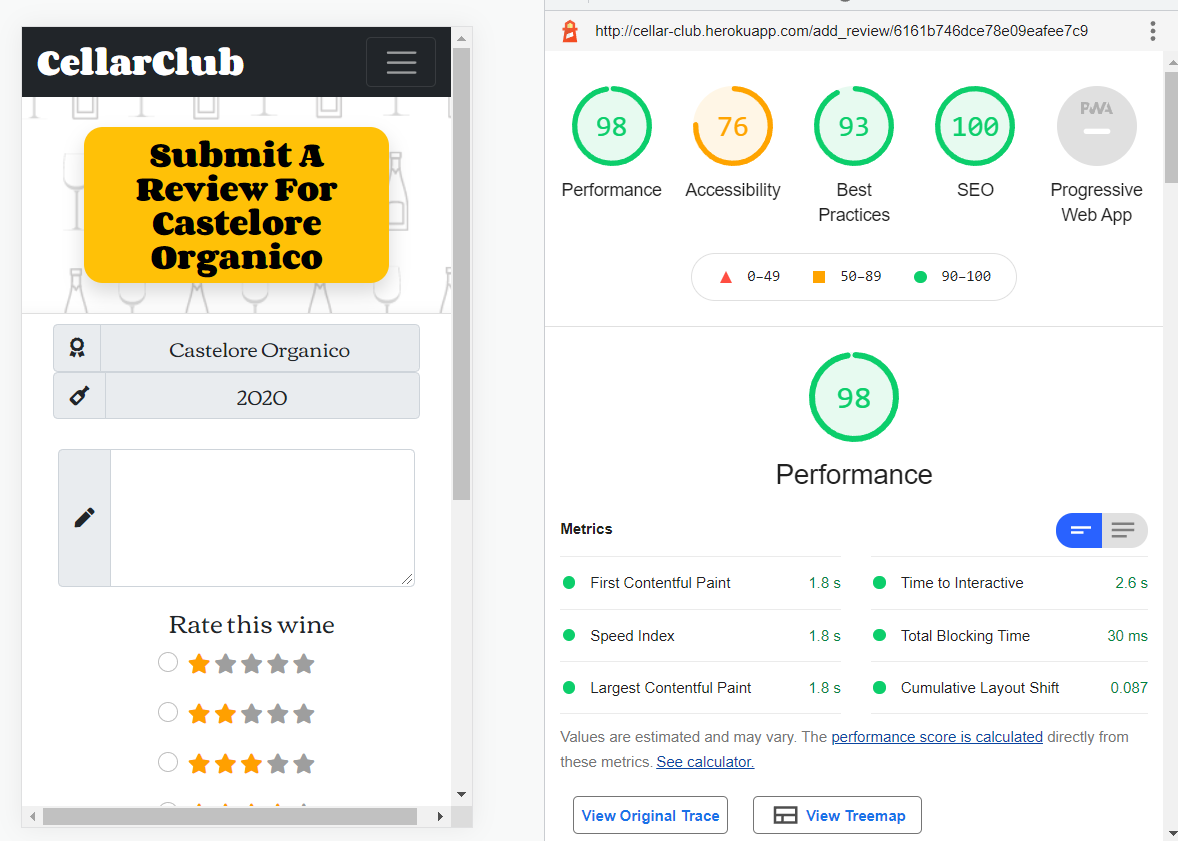 CellarClub
Submit A
Review For
Castelore
Organico
Castelore Organico
2020
Rate this wine
http://cellar-club.herokuapp.com/add_review/6161b746dce78e09eafee7c9
98
76
93
100
PWA
Performance
Accessibility
Best
Practices
SEO
Progressive
Web App
0–49
50–89
90–100
98
Performance
Metrics
First Contentful Paint 1.8 s
Time to Interactive 2.6 s
Speed Index 1.8 s
Total Blocking Time 30 ms
Largest Contentful Paint 1.8 s
Cumulative Layout Shift 0.087
Values are estimated and may vary. The performance score is calculated directly from
these metrics. See calculator.
View Original Trace
View Treemap